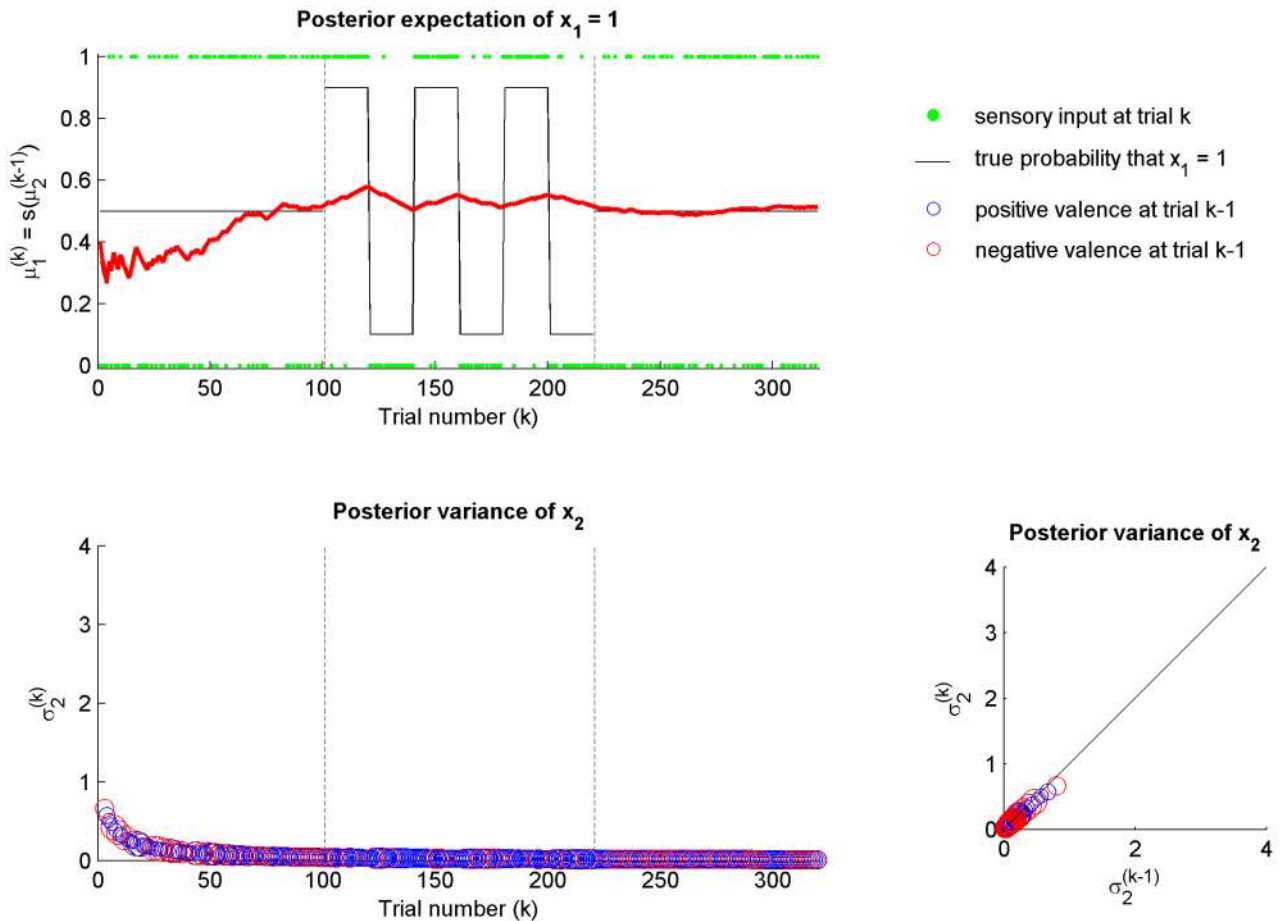 Posterior expectation of x₁ = 1
1
0.8
0.6
0.4
0.2
0
μ₁⁽ᵏ⁾ = s(μ₂⁽ᵏ⁻¹⁾)
0 50 100 150 200 250 300
Trial number (k)
sensory input at trial k
true probability that x₁ = 1
positive valence at trial k-1
negative valence at trial k-1
Posterior variance of x₂
4
3
2
1
0
σ₂⁽ᵏ⁾
0 50 100 150 200 250 300
Trial number (k)
Posterior variance of x₂
4
3
2
1
0
σ₂⁽ᵏ⁾
0 2 4
σ₂⁽ᵏ⁻¹⁾